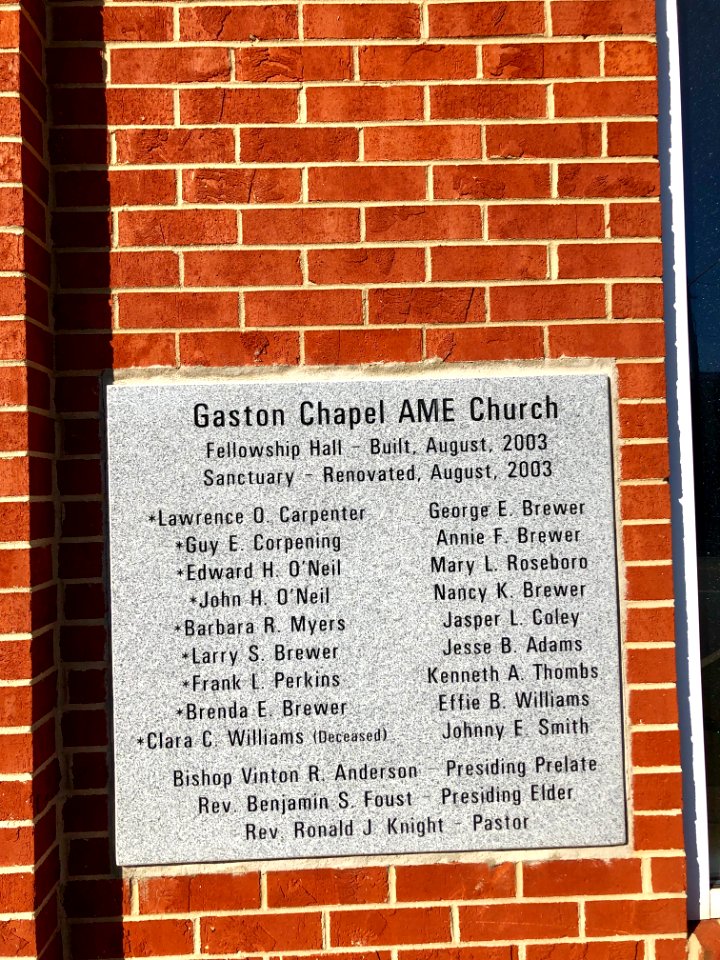 Gaston Chapel AME Church
Fellowship Hall - Built, August, 2003
Sanctuary - Renovated, August, 2003
*Lawrence O. Carpenter
*Guy E. Corpening
*Edward H. O'Neil
*John H. O'Neil
*Barbara R. Myers
*Larry S. Brewer
*Frank L. Perkins
*Brenda E. Brewer
*Clara C. Williams (Deceased)
George E. Brewer
Annie F. Brewer
Mary L. Roseboro
Nancy K. Brewer
Jasper L. Coley
Jesse B. Adams
Kenneth A. Thombs
Effie B. Williams
Johnny E. Smith
Bishop Vinton R. Anderson - Presiding Prelate
Rev. Benjamin S. Foust - Presiding Elder
Rev. Ronald J. Knight - Pastor